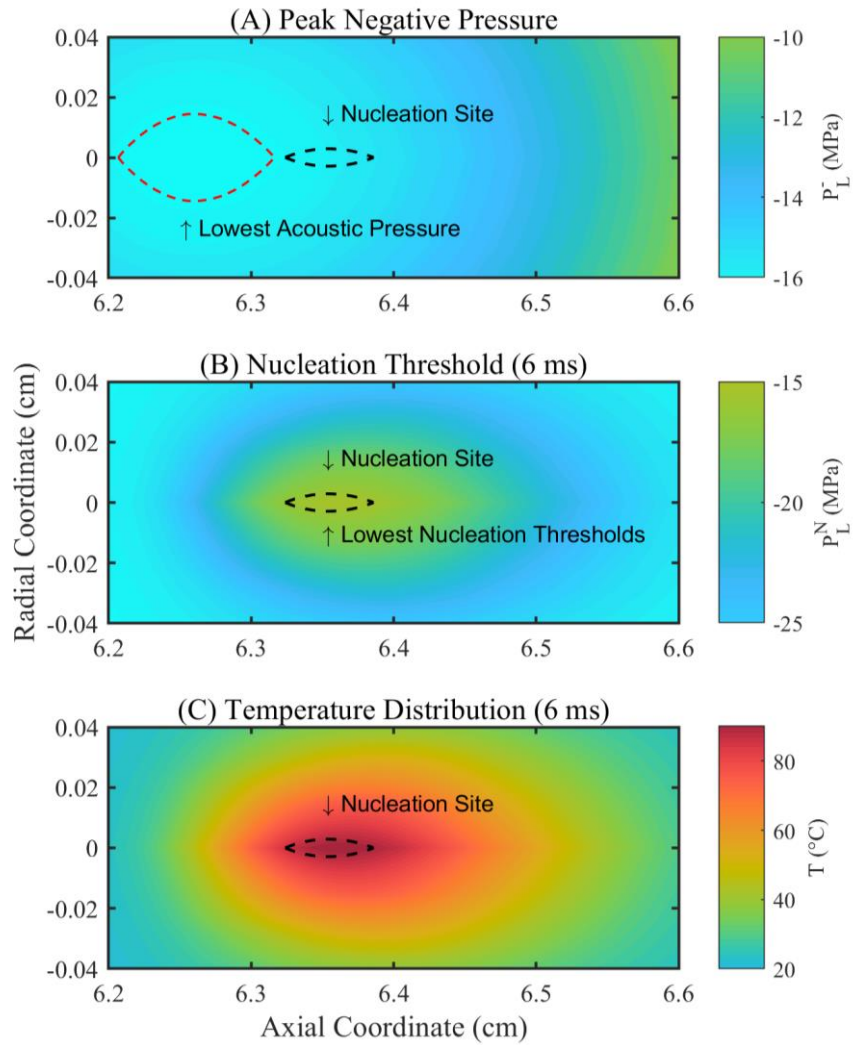 (A) Peak Negative Pressure
0.04
0.02
0
-0.02
-0.04
↓ Nucleation Site
↑ Lowest Acoustic Pressure
6.2 6.3 6.4 6.5 6.6
-10
-12
-14
-16
P_L^- (MPa)
(B) Nucleation Threshold (6 ms)
0.04
0.02
0
-0.02
-0.04
↓ Nucleation Site
↑ Lowest Nucleation Thresholds
6.2 6.3 6.4 6.5 6.6
-15
-20
-25
P_L^N (MPa)
Radial Coordinate (cm)
(C) Temperature Distribution (6 ms)
0.04
0.02
0
-0.02
-0.04
↓ Nucleation Site
6.2 6.3 6.4 6.5 6.6
80
60
40
20
T (°C)
Axial Coordinate (cm)